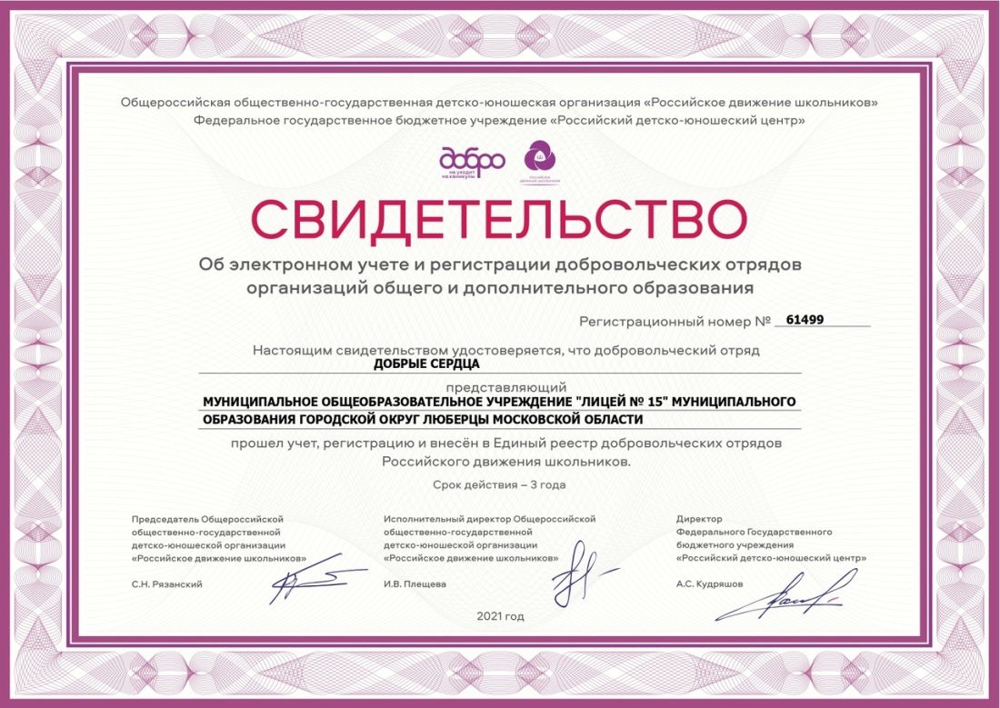 Общероссийская общественно-государственная детско-юношеская организация «Российское движение школьников»
Федеральное государственное бюджетное учреждение «Российский детско-юношеский центр»
добро
не уходит
на каникулы
РОССИЙСКОЕ
ДВИЖЕНИЕ ШКОЛЬНИКОВ
СВИДЕТЕЛЬСТВО
Об электронном учете и регистрации добровольческих отрядов
организаций общего и дополнительного образования
Регистрационный номер № 61499
Настоящим свидетельством удостоверяется, что добровольческий отряд
ДОБРЫЕ СЕРДЦА
представляющий
МУНИЦИПАЛЬНОЕ ОБЩЕОБРАЗОВАТЕЛЬНОЕ УЧРЕЖДЕНИЕ "ЛИЦЕЙ № 15" МУНИЦИПАЛЬНОГО
ОБРАЗОВАНИЯ ГОРОДСКОЙ ОКРУГ ЛЮБЕРЦЫ МОСКОВСКОЙ ОБЛАСТИ
прошел учет, регистрацию и внесён в Единый реестр добровольческих отрядов
Российского движения школьников.
Срок действия – 3 года
Председатель Общероссийской
общественно-государственной
детско-юношеской организации
«Российское движение школьников»
С.Н. Рязанский
Исполнительный директор Общероссийской
общественно-государственной
детско-юношеской организации
«Российское движение школьников»
И.В. Плещева
Директор
Федерального Государственного
бюджетного учреждения
«Российский детско-юношеский центр»
А.С. Кудряшов
2021 год